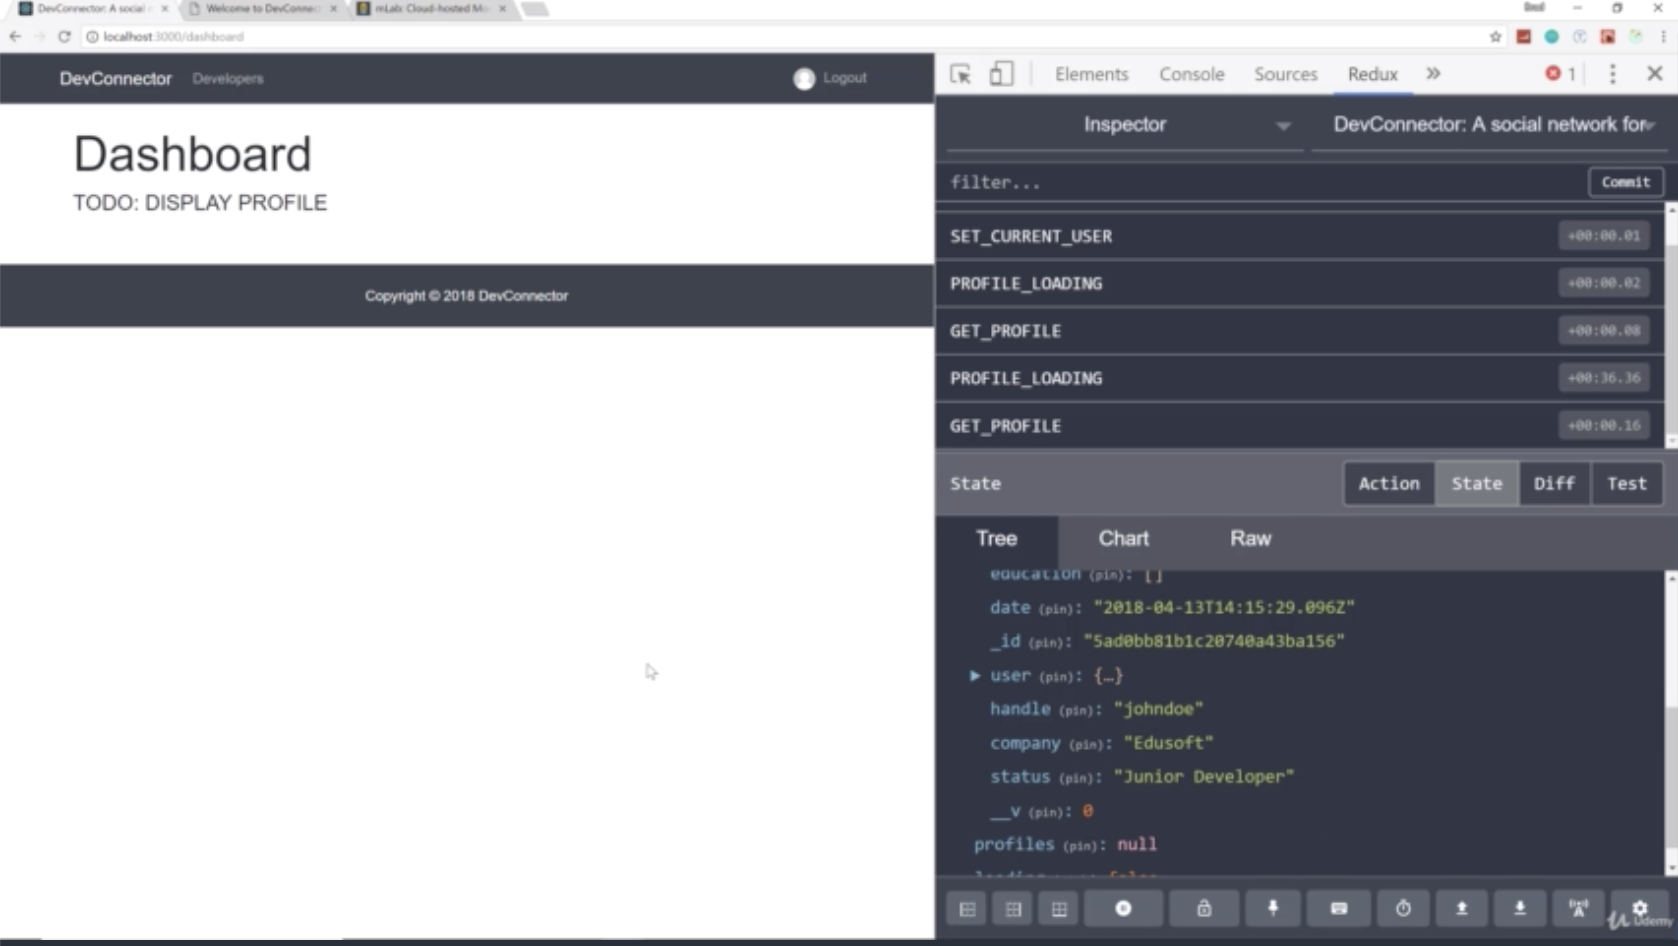 DevConnector: A social
Welcome to DevConnect
mLab: Cloud-hosted Mo
localhost:3000/dashboard
DevConnector
Developers
Logout
Dashboard
TODO: DISPLAY PROFILE
Copyright © 2018 DevConnector
Elements
Console
Sources
Redux
1
Inspector
DevConnector: A social network for
filter...
Commit
SET_CURRENT_USER
+00:00.01
PROFILE_LOADING
+00:00.02
GET_PROFILE
+00:00.08
PROFILE_LOADING
+00:36.36
GET_PROFILE
+00:00.16
State
Action
State
Diff
Test
Tree
Chart
Raw
education (pin): []
date (pin): "2018-04-13T14:15:29.096Z"
_id (pin): "5ad0bb81b1c20740a43ba156"
user (pin): {…}
handle (pin): "johndoe"
company (pin): "Edusoft"
status (pin): "Junior Developer"
__v (pin): 0
profiles (pin): null
Udemy